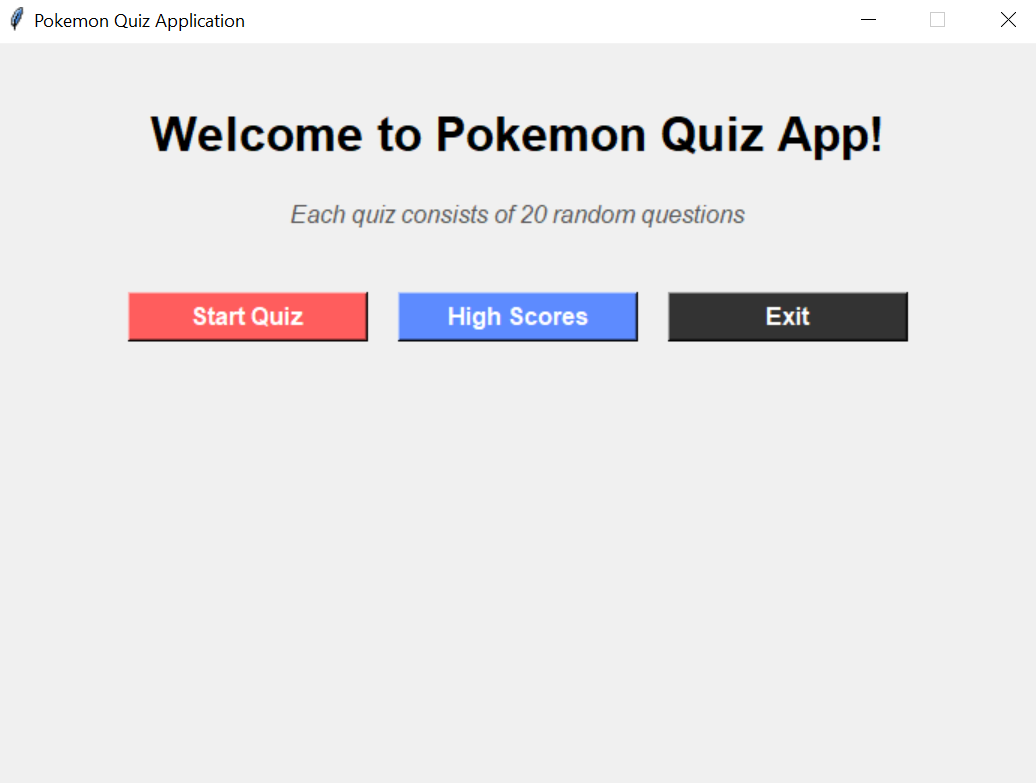 Pokemon Quiz Application
Welcome to Pokemon Quiz App!
Each quiz consists of 20 random questions
Start Quiz
High Scores
Exit